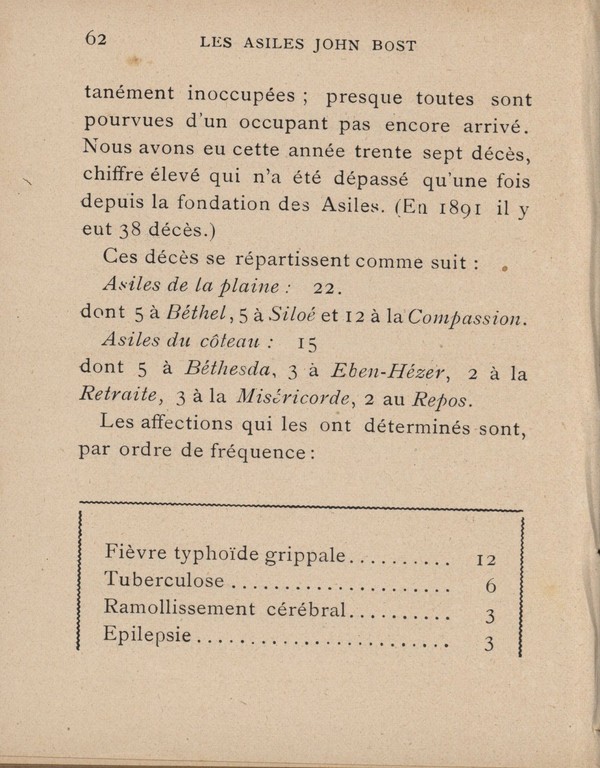 62
LES ASILES JOHN BOST
tanément inoccupées ; presque toutes sont
pourvues d'un occupant pas encore arrivé.
Nous avons eu cette année trente sept décès,
chiffre élevé qui n'a été dépassé qu'une fois
depuis la fondation des Asiles. (En 1891 il y
eut 38 décès.)
Ces décès se répartissent comme suit :
Asiles de la plaine : 22.
dont 5 à Béthel, 5 à Siloé et 12 à la Compassion.
Asiles du côteau : 15
dont 5 à Béthesda, 3 à Eben-Hézer, 2 à la
Retraite, 3 à la Miséricorde, 2 au Repos.
Les affections qui les ont déterminés sont,
par ordre de fréquence :
Fièvre typhoïde grippale.......... 12
Tuberculose ...................... 6
Ramollissement cérébral.......... 3
Epilepsie......................... 3